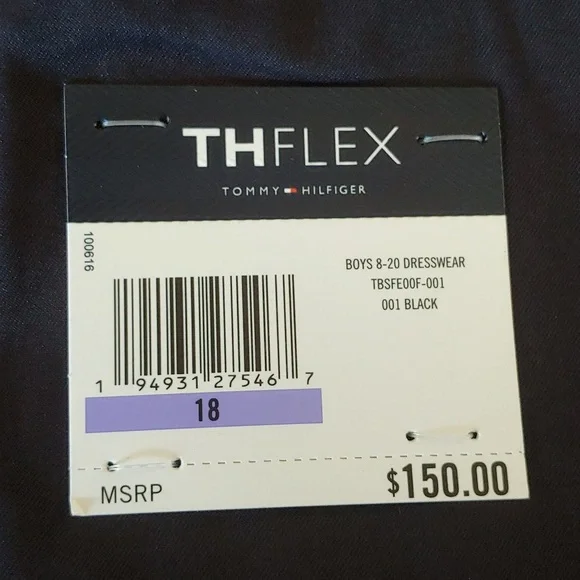 THFLEX
TOMMY HILFIGER
100616
BOYS 8-20 DRESSWEAR
TBSFE00F-001
001 BLACK
1 94931 27546 7
18
MSRP $150.00